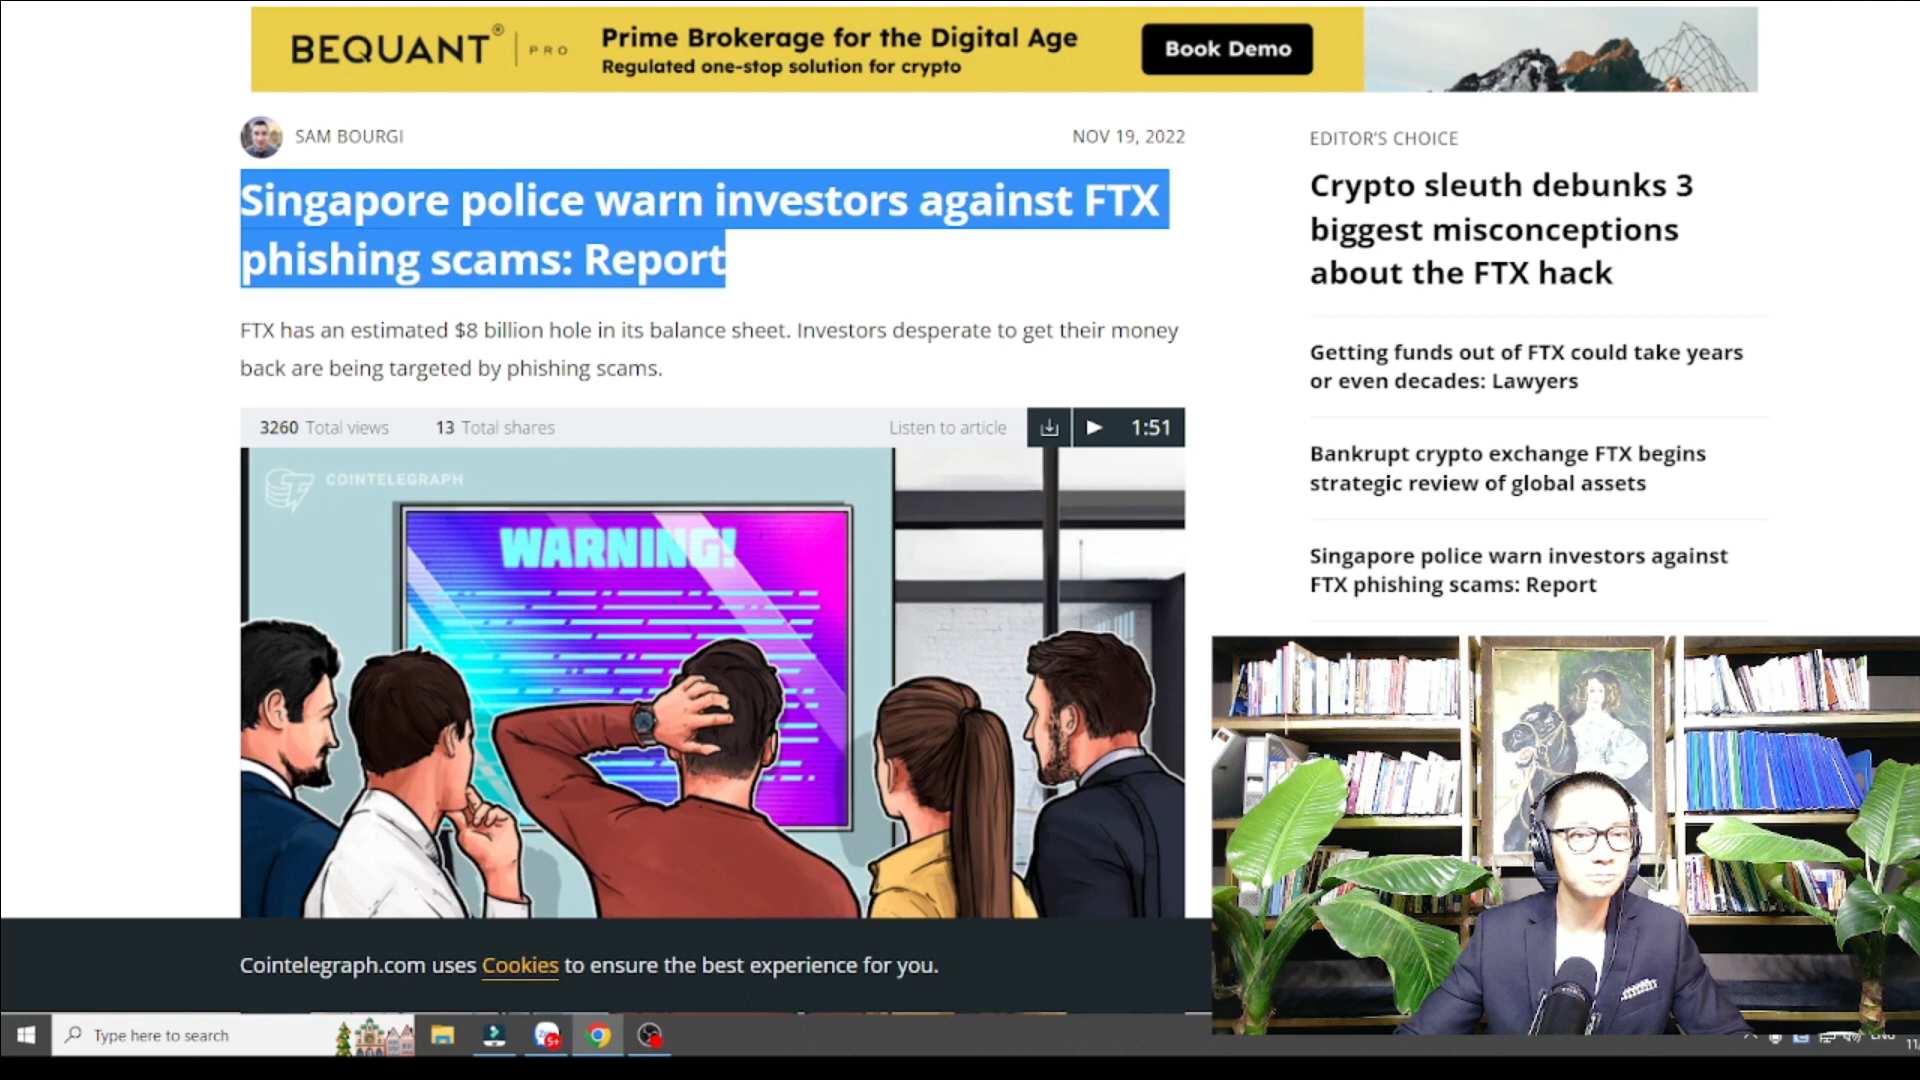 BEQUANT® | PRO
Prime Brokerage for the Digital Age
Regulated one-stop solution for crypto
Book Demo
SAM BOURGI
NOV 19, 2022
Singapore police warn investors against FTX
phishing scams: Report
FTX has an estimated $8 billion hole in its balance sheet. Investors desperate to get their money
back are being targeted by phishing scams.
3260 Total views
13 Total shares
Listen to article
1:51
COINTELEGRAPH
WARNING!
EDITOR'S CHOICE
Crypto sleuth debunks 3
biggest misconceptions
about the FTX hack
Getting funds out of FTX could take years
or even decades: Lawyers
Bankrupt crypto exchange FTX begins
strategic review of global assets
Singapore police warn investors against
FTX phishing scams: Report
Cointelegraph.com uses Cookies to ensure the best experience for you.
Type here to search
5+
ENG
11/